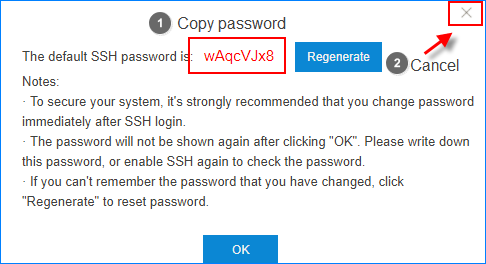 1 Copy password
The default SSH password is: wAqcVJx8 Regenerate
2 Cancel
Notes:
· To secure your system, it's strongly recommended that you change password
immediately after SSH login.
· The password will not be shown again after clicking "OK". Please write down
this password, or enable SSH again to check the password.
· If you can't remember the password that you have changed, click
"Regenerate" to reset password.
OK